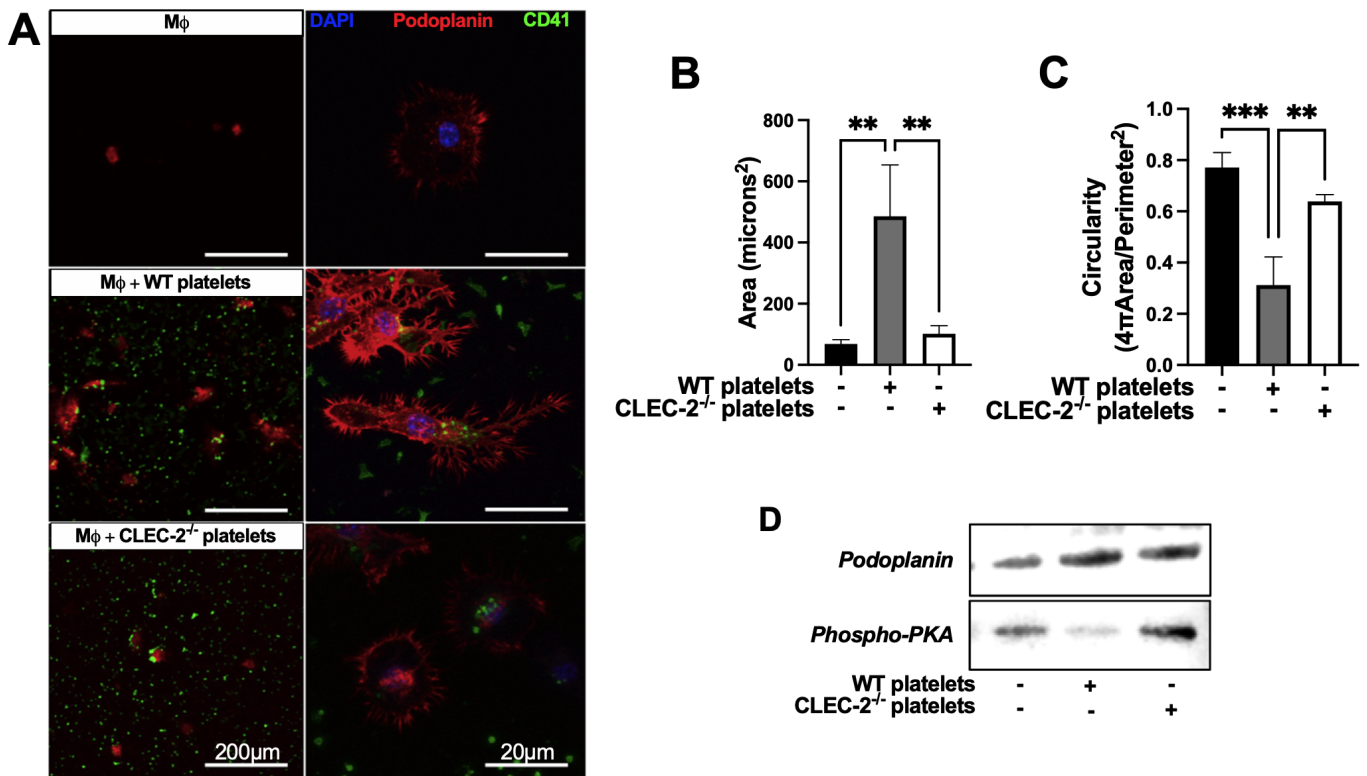 A
Mϕ
DAPI Podoplanin CD41
Mϕ + WT platelets
Mϕ + CLEC-2-/- platelets
200μm
20μm
B
Area (microns2)
800
600
400
200
0
** **
WT platelets - + -
CLEC-2-/- platelets - - +
C
Circularity
(4πArea/Perimeter2)
1.0
0.8
0.6
0.4
0.2
0.0
*** **
WT platelets - + -
CLEC-2-/- platelets - - +
D
Podoplanin
Phospho-PKA
WT platelets - + -
CLEC-2-/- platelets - - +